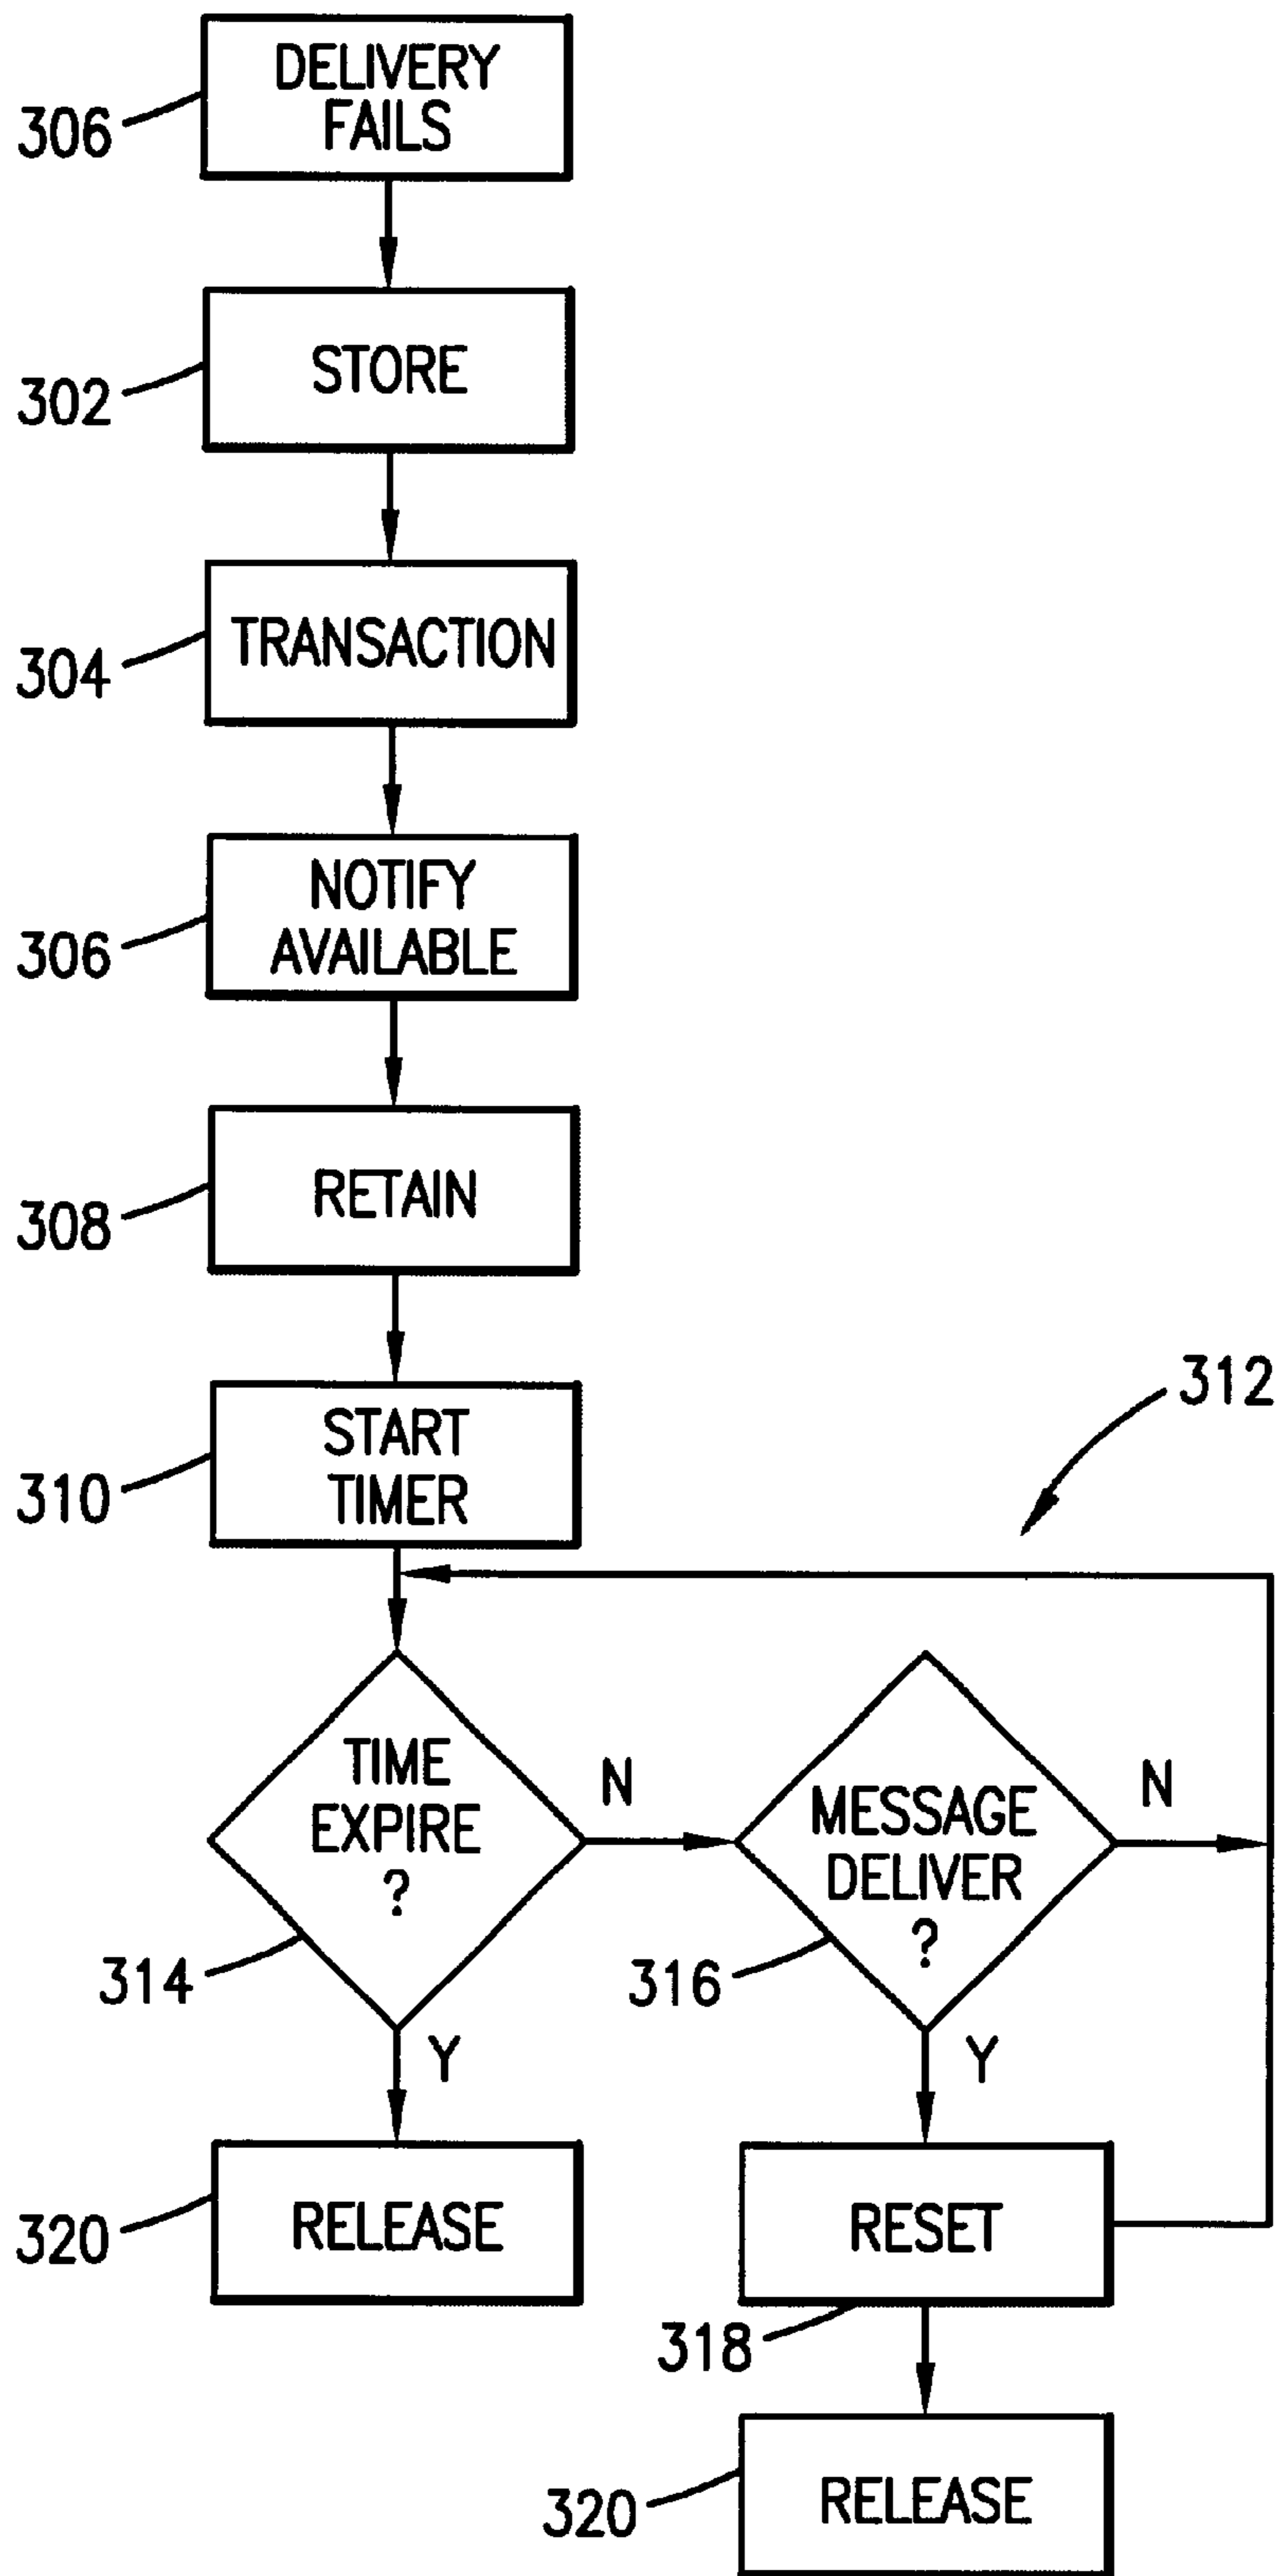 DELIVERY
FAILS
306
STORE
302
TRANSACTION
304
NOTIFY
AVAILABLE
306
RETAIN
308
312
START
TIMER
310
TIME
EXPIRE
?
N
MESSAGE
DELIVER
?
N
314
316
Y
Y
RELEASE
320
RESET
318
RELEASE
320